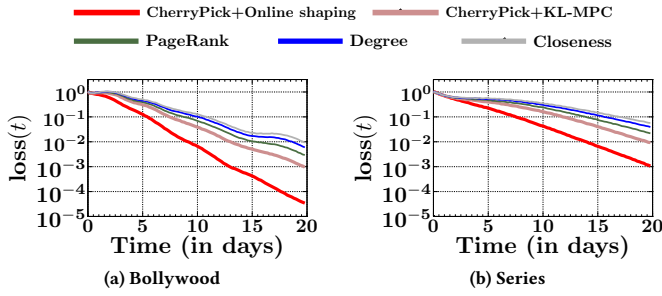 CherryPick+Online shaping CherryPick+KL-MPC
PageRank Degree Closeness
loss(t)
10^0
10^-1
10^-2
10^-3
10^-4
10^-5
0 5 10 15 20
Time (in days)
(a) Bollywood
loss(t)
10^0
10^-1
10^-2
10^-3
10^-4
10^-5
0 5 10 15 20
Time (in days)
(b) Series